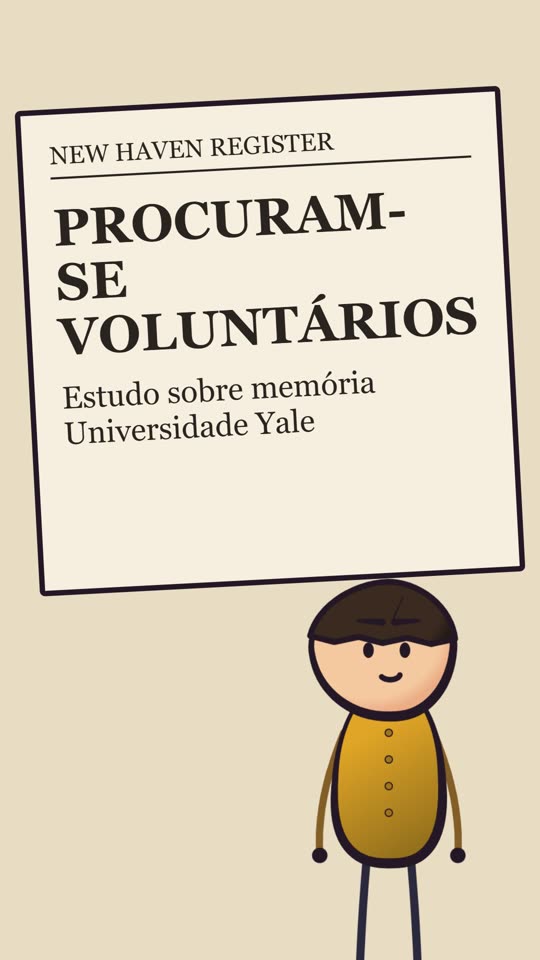 NEW HAVEN REGISTER
PROCURAM-
SE
VOLUNTÁRIOS
Estudo sobre memória
Universidade Yale